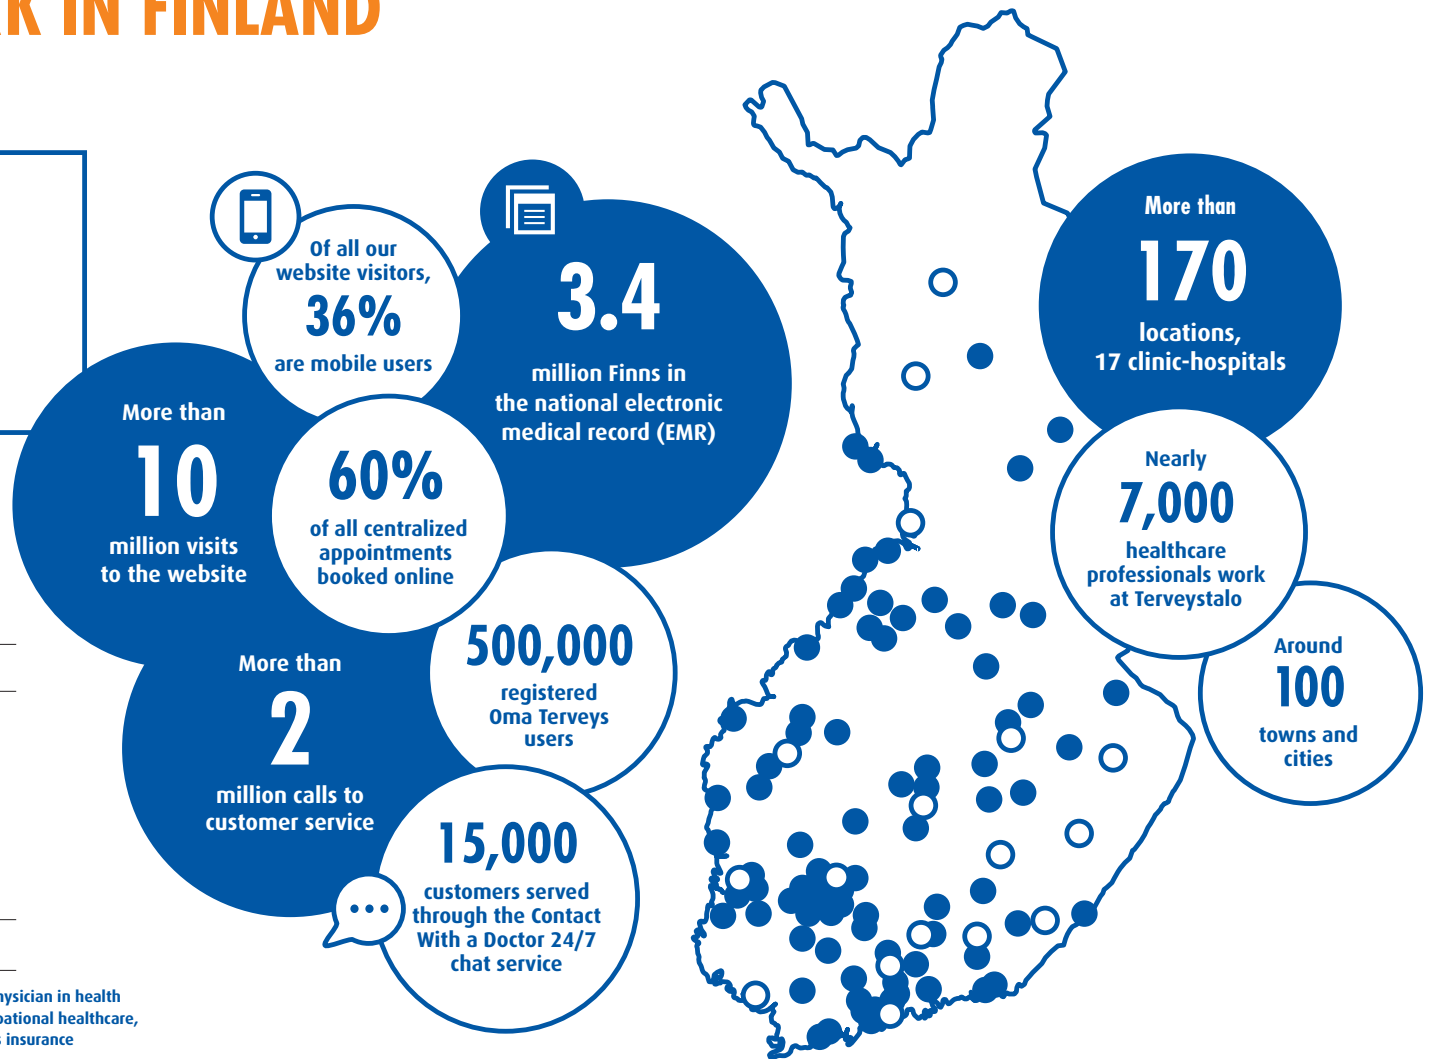 IN FINLAND
Of all our
website visitors,
36%
are mobile users
3.4
million Finns in
the national electronic
medical record (EMR)
More than
10
million visits
to the website
60%
of all centralized
appointments
booked online
500,000
registered
Oma Terveys
users
More than
2
million calls to
customer service
15,000
customers served
through the Contact
With a Doctor 24/7
chat service
More than
170
locations,
17 clinic-hospitals
Nearly
7,000
healthcare
professionals work
at Terveystalo
Around
100
towns and
cities
in health
healthcare,
insurance